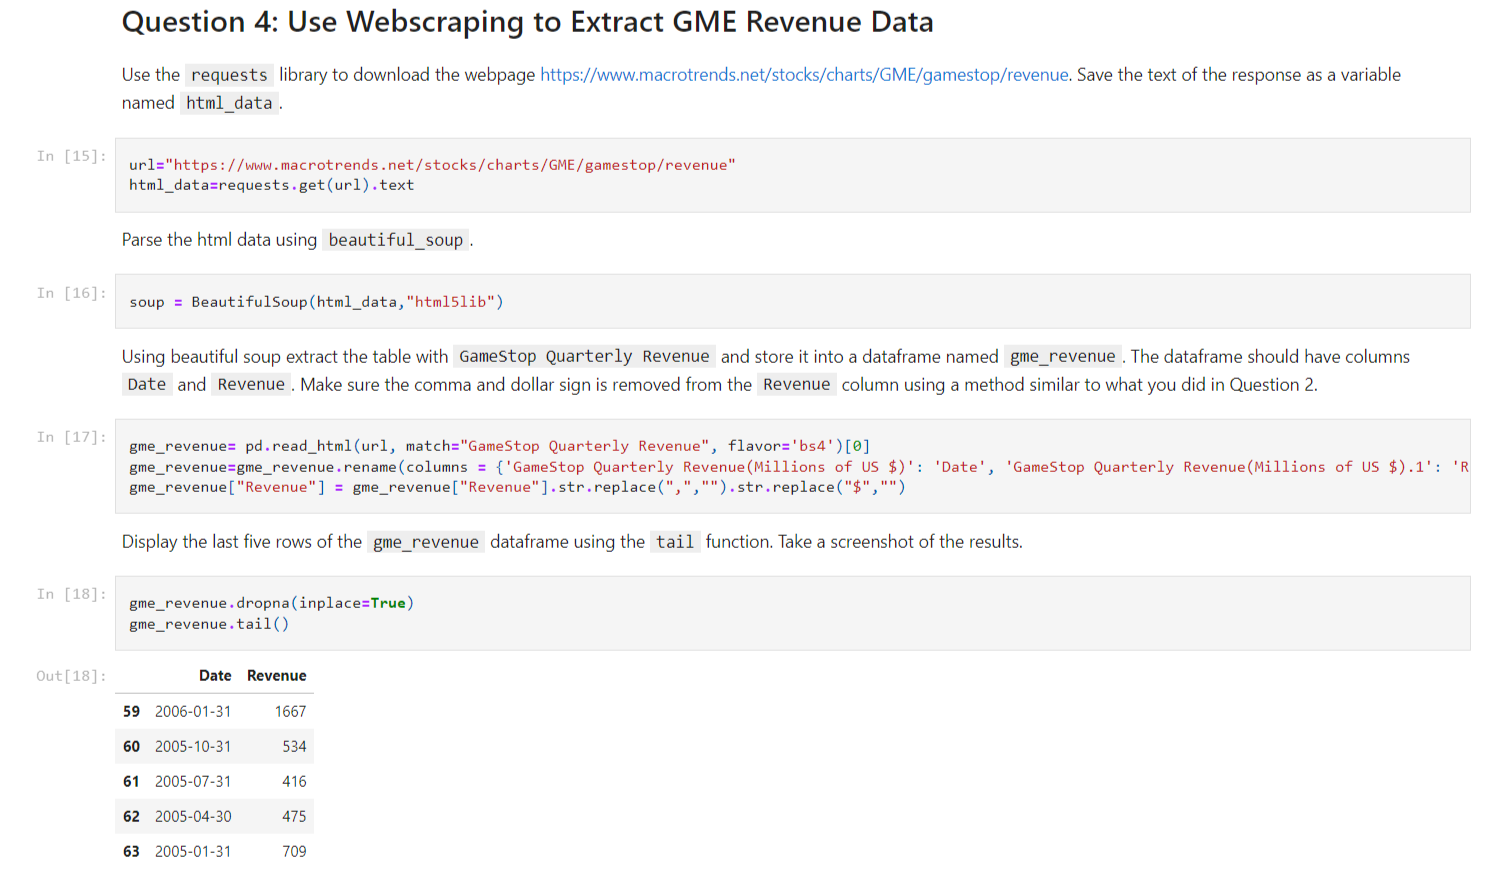 Question 4: Use Webscraping to Extract GME Revenue Data
Use the requests library to download the webpage https://www.macrotrends.net/stocks/charts/GME/gamestop/revenue. Save the text of the response as a variable
named html_data.
In [15]:
url="https://www.macrotrends.net/stocks/charts/GME/gamestop/revenue"
html_data=requests.get(url).text
Parse the html data using beautiful_soup.
In [16]:
soup = BeautifulSoup(html_data,"html5lib")
Using beautiful soup extract the table with GameStop Quarterly Revenue and store it into a dataframe named gme_revenue. The dataframe should have columns
Date and Revenue. Make sure the comma and dollar sign is removed from the Revenue column using a method similar to what you did in Question 2.
In [17]:
gme_revenue= pd.read_html(url, match="GameStop Quarterly Revenue", flavor='bs4')[0]
gme_revenue=gme_revenue.rename(columns = {'GameStop Quarterly Revenue(Millions of US $)': 'Date', 'GameStop Quarterly Revenue(Millions of US $).1': 'R
gme_revenue["Revenue"] = gme_revenue["Revenue"].str.replace(",","").str.replace("$","")
Display the last five rows of the gme_revenue dataframe using the tail function. Take a screenshot of the results.
In [18]:
gme_revenue.dropna(inplace=True)
gme_revenue.tail()
Out[18]:
Date Revenue
59 2006-01-31 1667
60 2005-10-31 534
61 2005-07-31 416
62 2005-04-30 475
63 2005-01-31 709